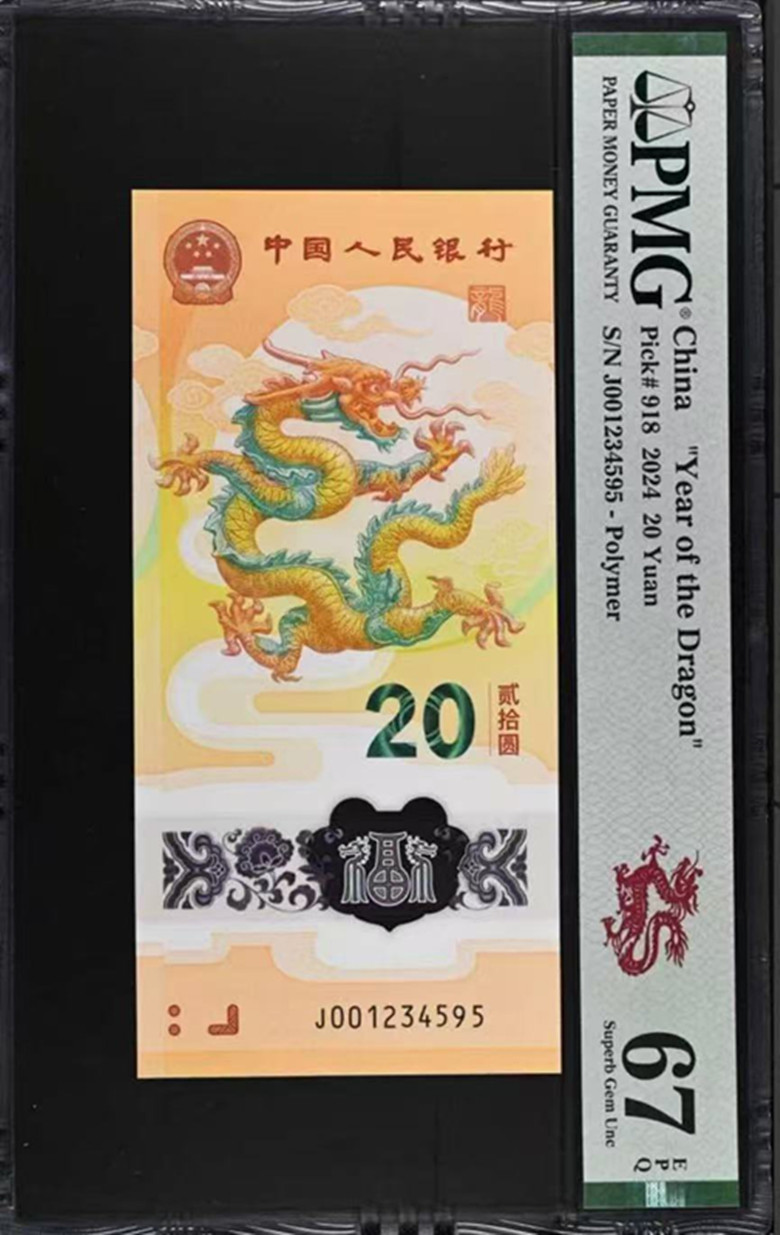 中国人民银行
龍
20
贰拾圆
J001234595
PMG®
PAPER MONEY GUARANTY
China "Year of the Dragon"
Pick# 918 2024 20 Yuan
S/N J001234595 - Polymer
67
EPQ
Superb Gem Unc